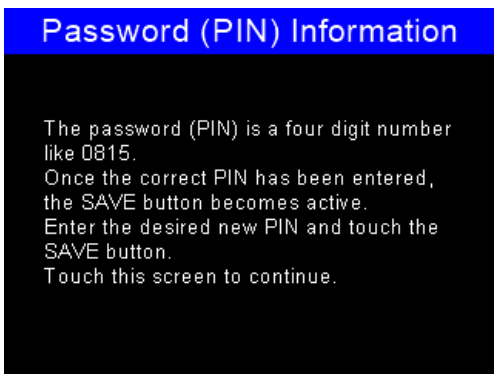 Password (PIN) Information
The password (PIN) is a four digit number
like 0815.
Once the correct PIN has been entered,
the SAVE button becomes active.
Enter the desired new PIN and touch the
SAVE button.
Touch this screen to continue.